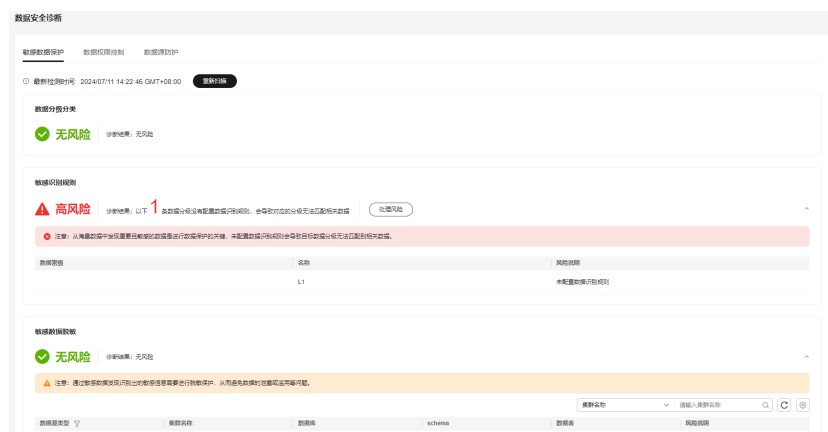 数据安全诊断
敏感数据保护 数据权限控制 数据源防护
最新检测时间: 2024/07/11 14:22:46 GMT+08:00 重新扫描
数据分级分类
无风险 诊断结果: 无风险
敏感识别规则
高风险 诊断结果: 以下 1 条数据分级没有配置数据识别规则, 会导致对应的分级无法匹配相关数据 处理风险
注意: 从海量数据中发现重要且敏感的数据是进行数据保护的关键, 未配置数据识别规则会导致目标数据分级无法匹配到相关数据。
数据密级 名称 风险说明
L1 未配置数据识别规则
敏感数据脱敏
无风险 诊断结果: 无风险
注意: 通过敏感数据发现识别出的敏感信息需要进行脱敏保护, 从而避免数据的泄露或滥用等问题。
集群名称 请输入集群名称
数据源类型 集群名称 数据库 schema 数据表 风险说明